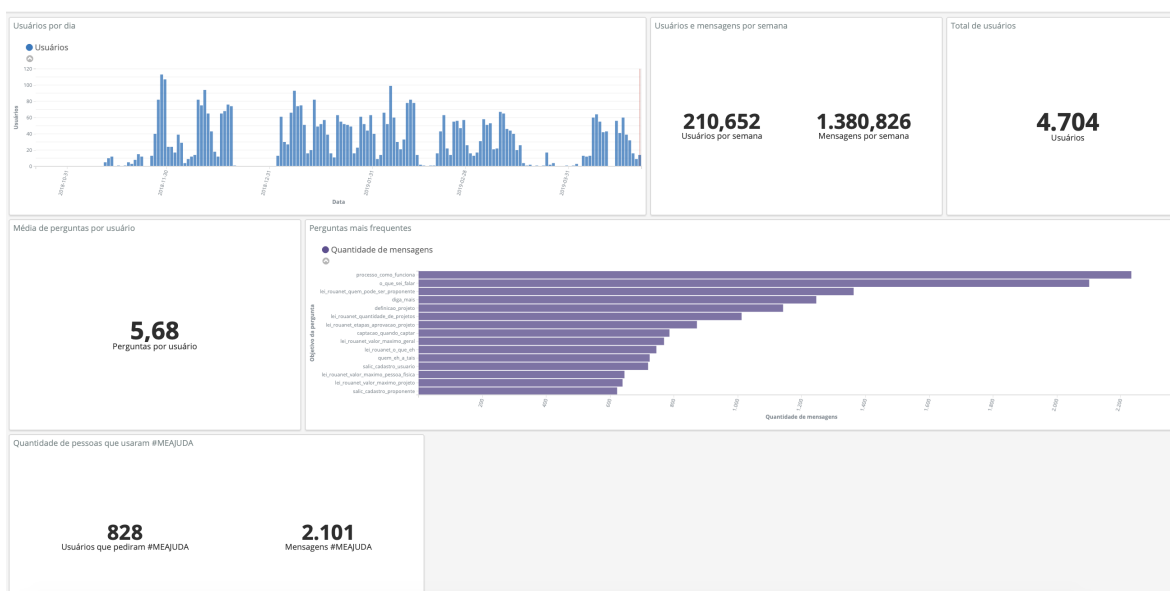 Usuários por dia
Usuários
120
100
80
60
40
20
0
Usuários
2018-10-31
2018-11-30
2018-12-31
2019-01-31
2019-02-28
2019-03-31
Data
Usuários e mensagens por semana
210,652
Usuários por semana
1.380,826
Mensagens por semana
Total de usuários
4.704
Usuários
Média de perguntas por usuário
5,68
Perguntas por usuário
Perguntas mais frequentes
Quantidade de mensagens
Objetivo da pergunta
processo_como_funciona
o_que_sei_falar
lei_rouanet_quem_pode_ser_proponente
diga_mais
definisao_projeto
lei_rouanet_quantidade_de_projetos
lei_rouanet_etapas_aprovacao_projeto
captacao_quando_captar
lei_rouanet_valor_maximo_geral
lei_rouanet_o_que_eh
quem_eh_a_tais
salic_cadastro_usuario
lei_rouanet_valor_maximo_pessoa_fisica
lei_rouanet_valor_maximo_projeto
salic_cadastro_proponente
200
400
600
800
1.000
1.200
1.400
1.600
1.800
2.000
2.200
Quantidade de mensagens
Quantidade de pessoas que usaram #MEAJUDA
828
Usuários que pediram #MEAJUDA
2.101
Mensagens #MEAJUDA